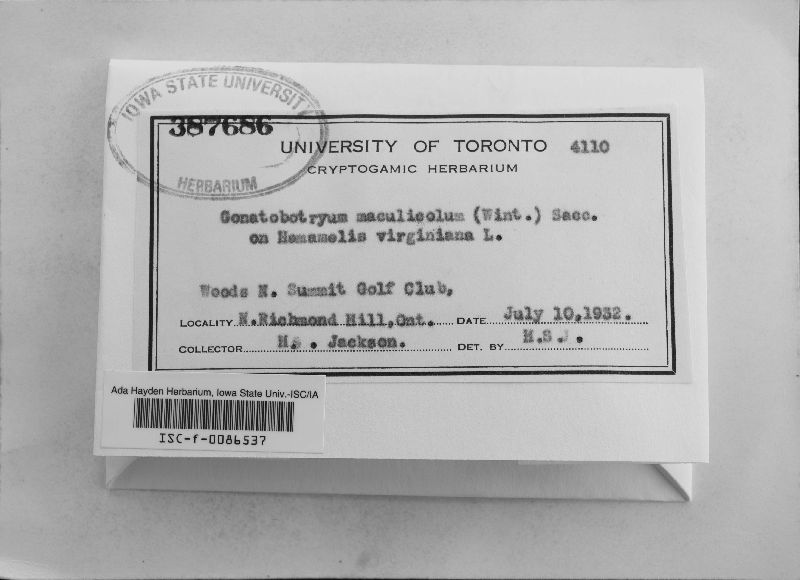 IOWA STATE UNIVERSITY
387686
HERBARIUM
UNIVERSITY OF TORONTO 4110
CRYPTOGAMIC HERBARIUM
Gonatobotryum maculicolum (Wint.) Sacc.
on Hamamelis virginiana L.
Woods N. Summit Golf Club,
LOCALITY N.Richmond Hill,Ont. DATE July 10,1932.
COLLECTOR H. . Jackson. DET. BY H.S.J.
Ada Hayden Herbarium, Iowa State Univ.-ISC/IA
ISC-f-0086537